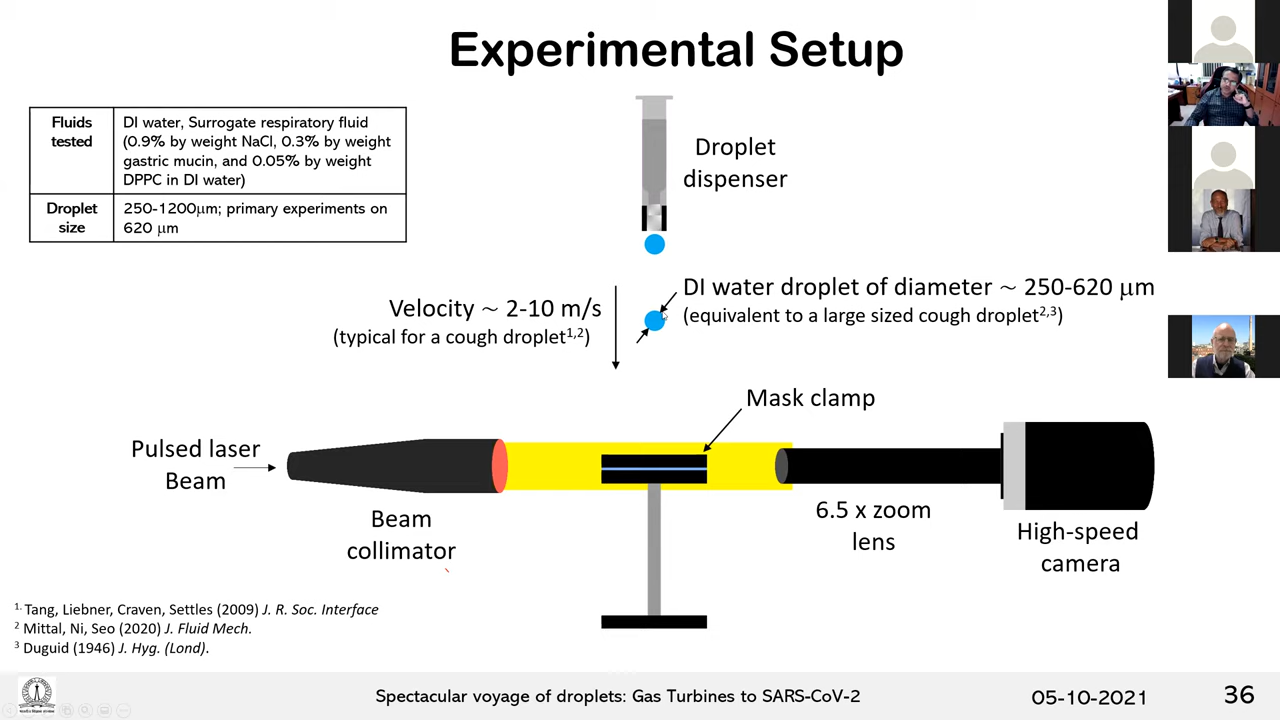 Experimental Setup
Fluids tested
DI water, Surrogate respiratory fluid
(0.9% by weight NaCl, 0.3% by weight
gastric mucin, and 0.05% by weight
DPPC in DI water)
Droplet size
250-1200μm; primary experiments on
620 μm
Droplet
dispenser
Velocity ~ 2-10 m/s
(typical for a cough droplet1,2)
DI water droplet of diameter ~ 250-620 μm
(equivalent to a large sized cough droplet2,3)
Mask clamp
Pulsed laser
Beam
Beam
collimator
6.5 x zoom
lens
High-speed
camera
1. Tang, Liebner, Craven, Settles (2009) J. R. Soc. Interface
2 Mittal, Ni, Seo (2020) J. Fluid Mech.
3 Duguid (1946) J. Hyg. (Lond).
Spectacular voyage of droplets: Gas Turbines to SARS-CoV-2
05-10-2021
36